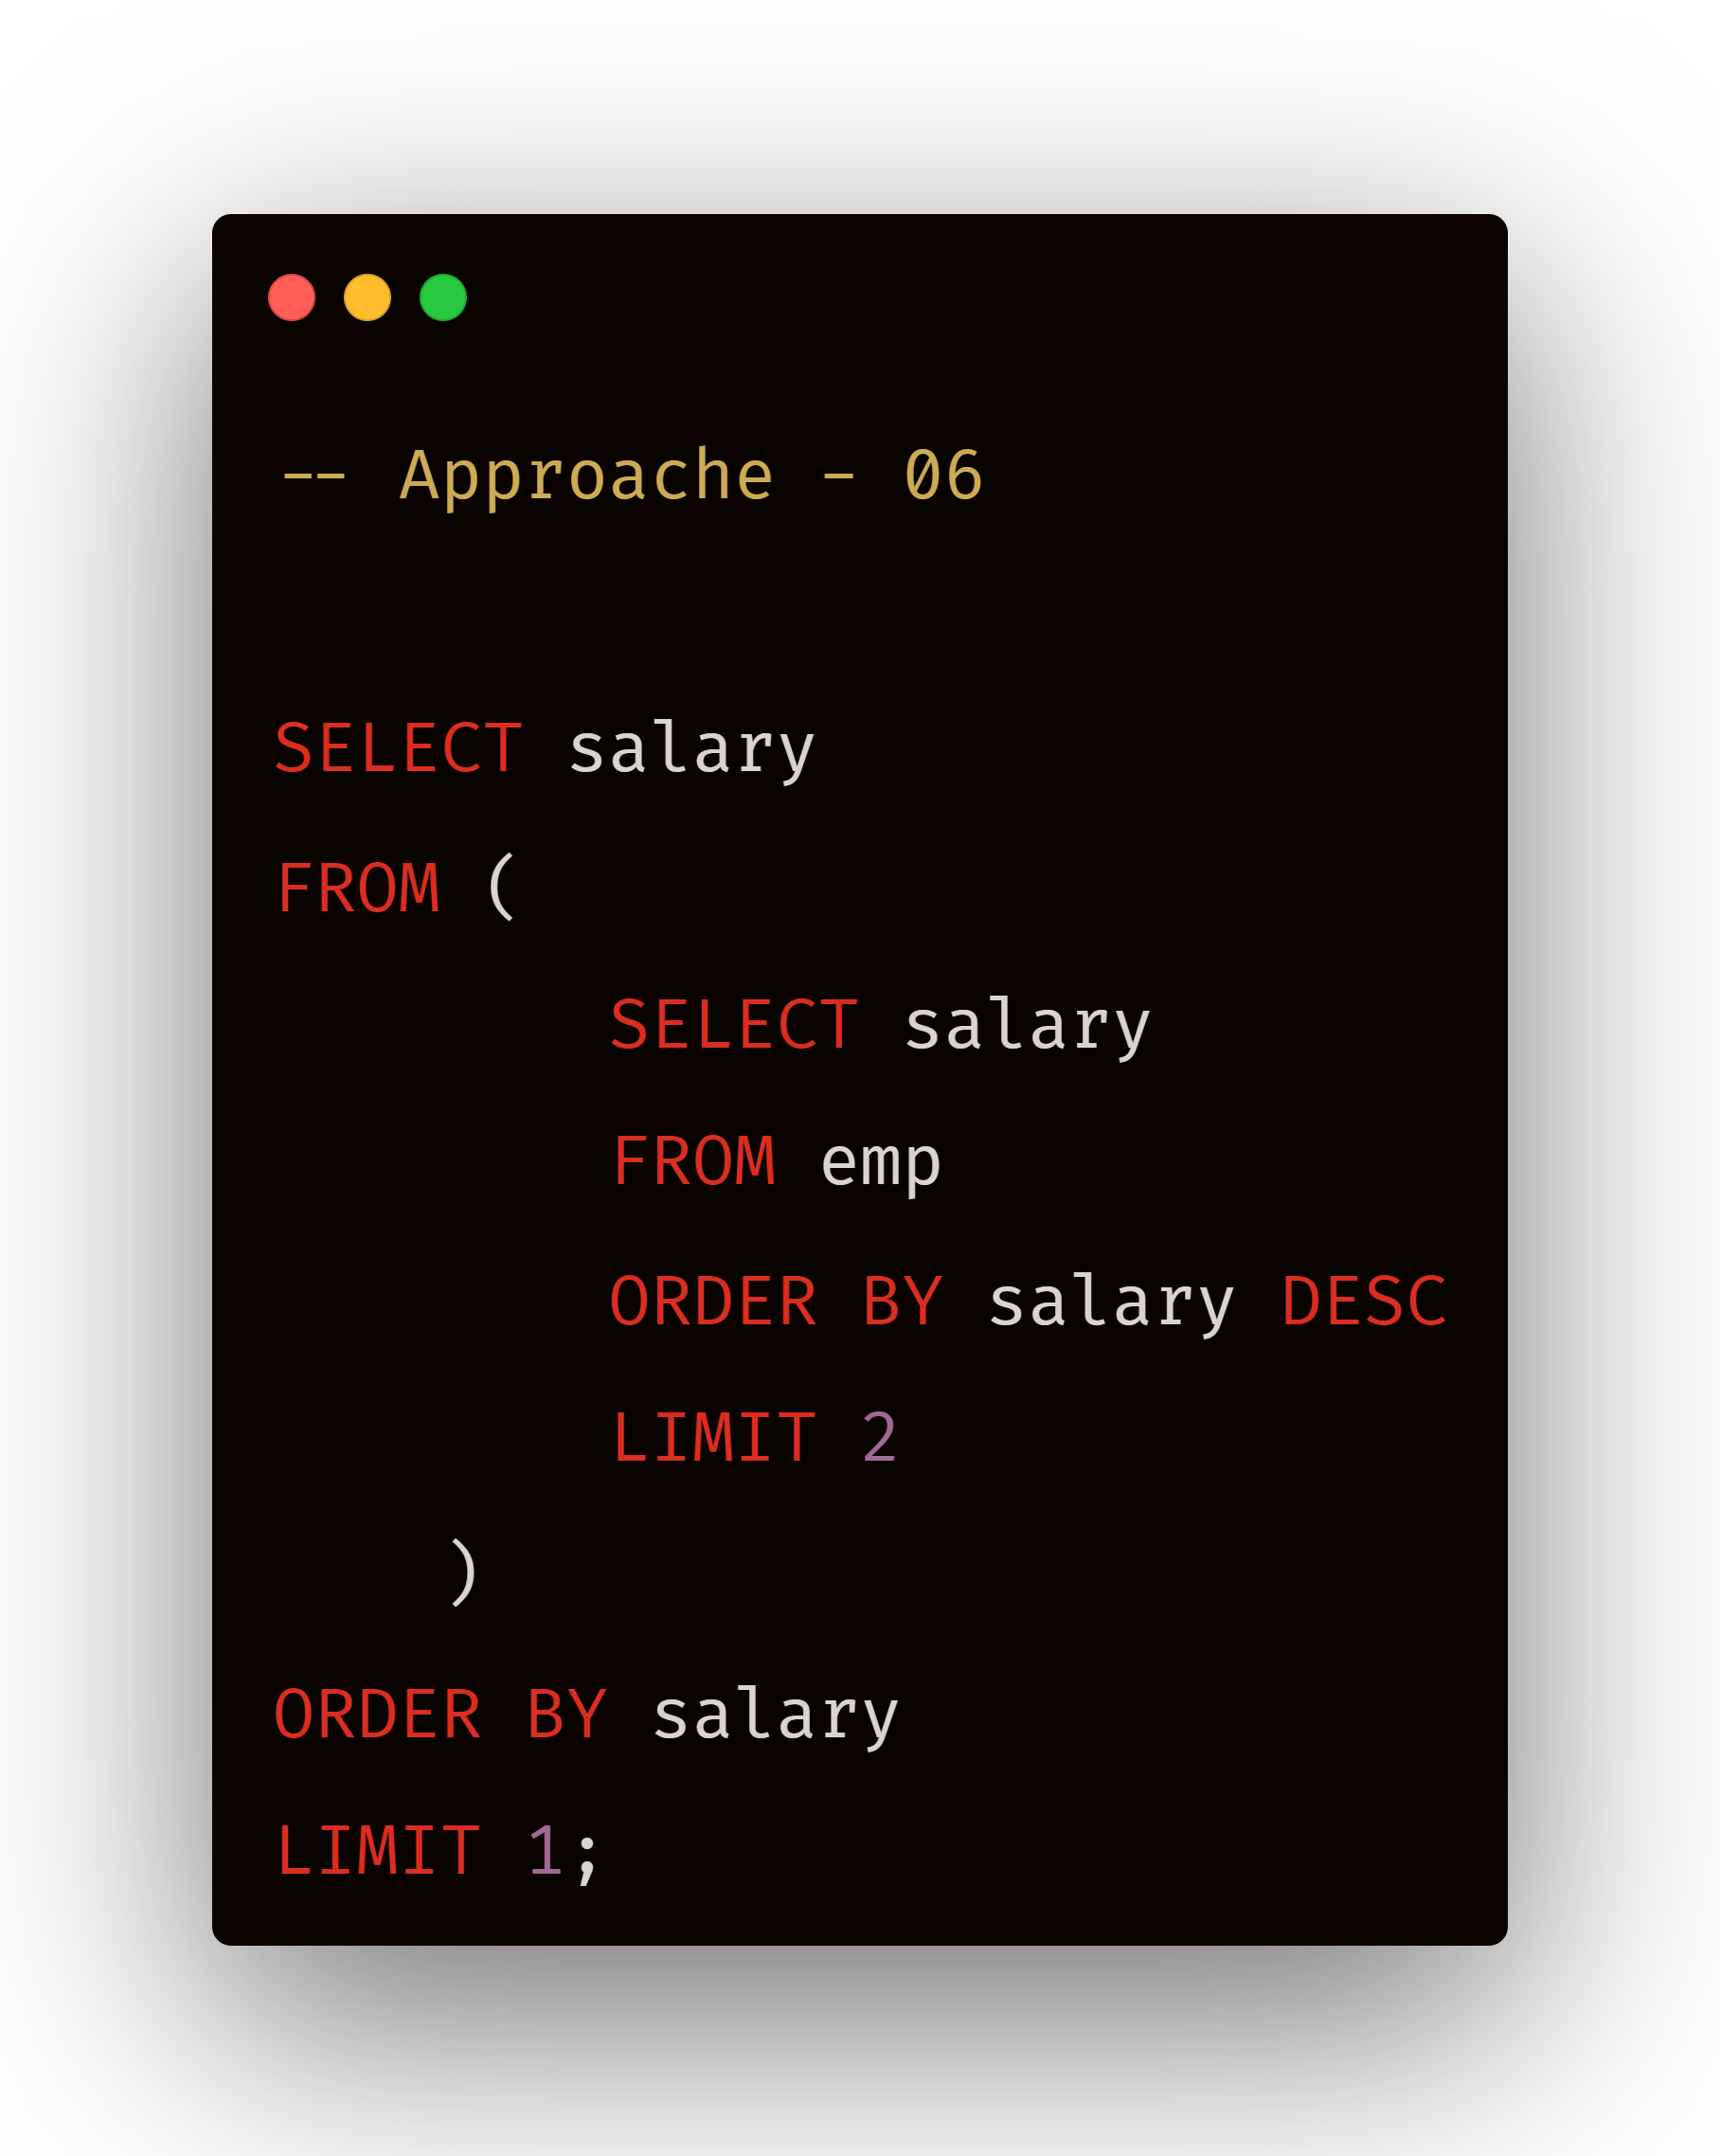 -- Approache - 06
SELECT salary
FROM (
SELECT salary
FROM emp
ORDER BY salary DESC
LIMIT 2
)
ORDER BY salary
LIMIT 1;